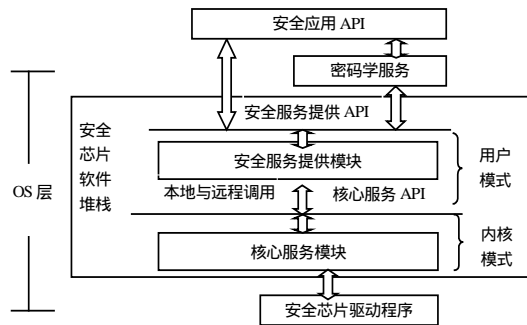 安全应用 API
密码学服务
安全服务提供 API
安全
芯片
软件
堆栈
安全服务提供模块
用户
模式
OS 层
本地与远程调用
核心服务 API
核心服务模块
内核
模式
安全芯片驱动程序